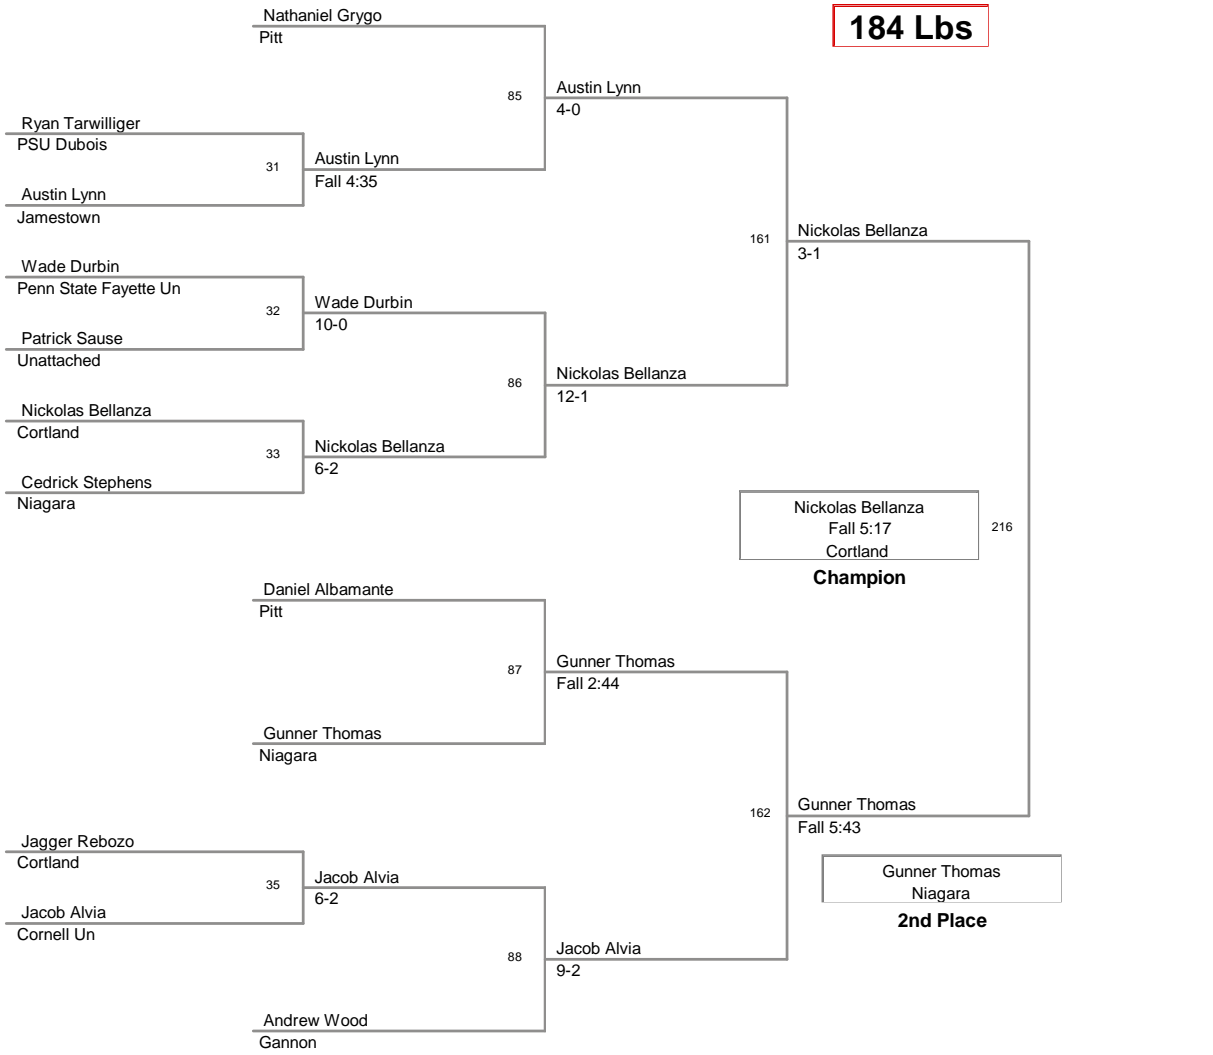 Nathaniel Grygo
Pitt
184 Lbs
85
Austin Lynn
4-0
Ryan Tarwilliger
PSU Dubois
31
Austin Lynn
Fall 4:35
Austin Lynn
Jamestown
161
Nickolas Bellanza
3-1
Wade Durbin
Penn State Fayette Un
32
Wade Durbin
10-0
Patrick Sause
Unattached
86
Nickolas Bellanza
12-1
Nickolas Bellanza
Cortland
33
Nickolas Bellanza
6-2
Cedrick Stephens
Niagara
Nickolas Bellanza
Fall 5:17
Cortland
216
Champion
Daniel Albamante
Pitt
87
Gunner Thomas
Fall 2:44
Gunner Thomas
Niagara
162
Gunner Thomas
Fall 5:43
Jagger Rebozo
Cortland
35
Jacob Alvia
6-2
Gunner Thomas
Niagara
2nd Place
Jacob Alvia
Cornell Un
88
Jacob Alvia
9-2
Andrew Wood
Gannon